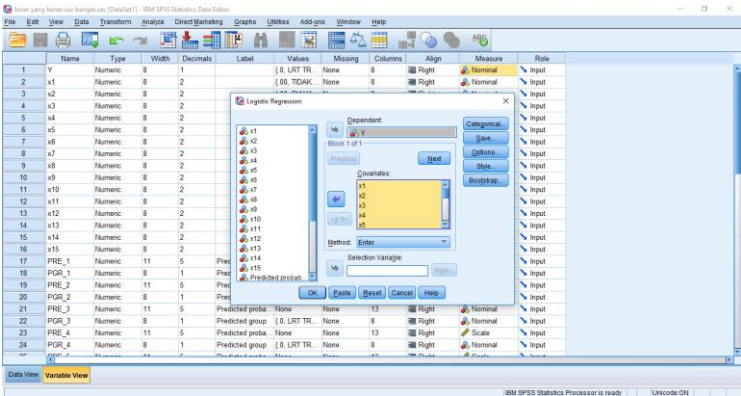 biner yang bener.sav banget.sav [DataSet1] - IBM SPSS Statistics Data Editor
File Edit View Data Transform Analyze Direct Marketing Graphs Utilities Add-ons Window Help
Name Type Width Decimals Label Values Missing Columns Align Measure Role
1 Y Numeric 8 1 {.0, LRT TR... None 8 Right Nominal Input
2 x1 Numeric 8 2 {.00, TIDAK... None 8 Right Nominal Input
3 x2 Numeric 8 2 Input
4 x3 Numeric 8 2 Input
5 x4 Numeric 8 2 Input
6 x5 Numeric 8 2 Input
7 x6 Numeric 8 2 Input
8 x7 Numeric 8 2 Input
9 x8 Numeric 8 2 Input
10 x9 Numeric 8 2 Input
11 x10 Numeric 8 2 Input
12 x11 Numeric 8 2 Input
13 x12 Numeric 8 2 Input
14 x13 Numeric 8 2 Input
15 x14 Numeric 8 2 Input
16 x15 Numeric 8 2 Input
17 PRE_1 Numeric 11 5 Pred Input
18 PGR_1 Numeric 8 1 Pred Input
19 PRE_2 Numeric 11 5 Pred Input
20 PGR_2 Numeric 8 1 Pred Input
21 PRE_3 Numeric 11 5 Predicted proba... None None 13 Right Nominal Input
22 PGR_3 Numeric 8 1 Predicted group {.0, LRT TR... None 8 Right Nominal Input
23 PRE_4 Numeric 11 5 Predicted proba... None None 13 Right Scale Input
24 PGR_4 Numeric 8 1 Predicted group {.0, LRT TR... None 8 Right Nominal Input
Logistic Regression
x1
x2
x3
x4
x5
x6
x7
x8
x9
x10
x11
x12
x13
x14
x15
Predicted probab...
Dependent:
Y
Block 1 of 1
Previous Next
Covariates:
x1
x2
x3
x4
x5
>a*b>
Method: Enter
Selection Variable:
Rule...
Categorical...
Save...
Options...
Style...
Bootstrap...
OK Paste Reset Cancel Help
Data View Variable View
IBM SPSS Statistics Processor is ready Unicode:ON